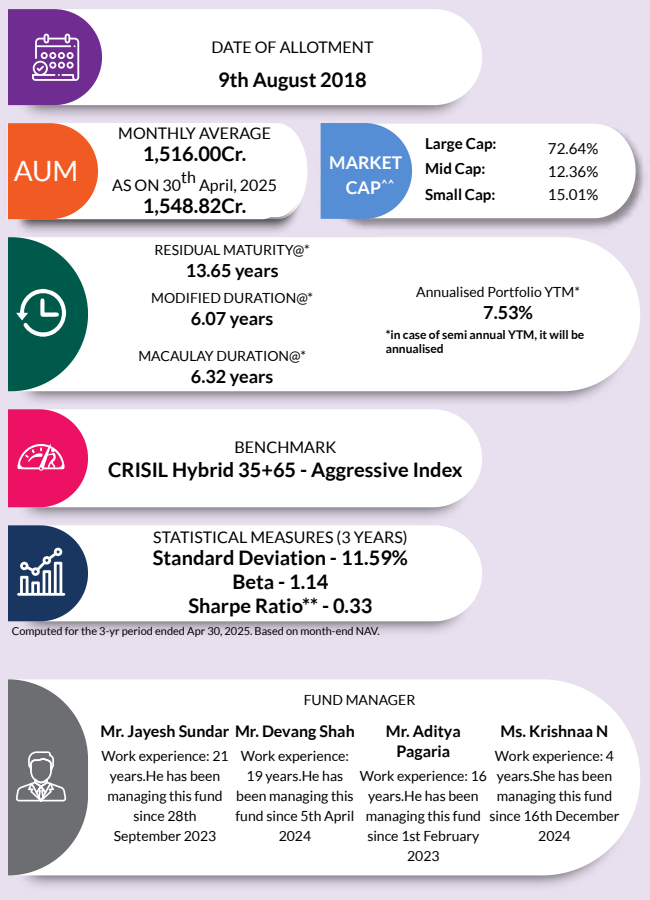 DATE OF ALLOTMENT
9th August 2018
AUM
MONTHLY AVERAGE
1,516.00Cr.
AS ON 30th April, 2025
1,548.82Cr.
MARKET
CAP^^
Large Cap: 72.64%
Mid Cap: 12.36%
Small Cap: 15.01%
RESIDUAL MATURITY@*
13.65 years
MODIFIED DURATION@*
6.07 years
MACAULAY DURATION@*
6.32 years
Annualised Portfolio YTM*
7.53%
*in case of semi annual YTM, it will be
annualised
BENCHMARK
CRISIL Hybrid 35+65 - Aggressive Index
STATISTICAL MEASURES (3 YEARS)
Standard Deviation - 11.59%
Beta - 1.14
Sharpe Ratio** - 0.33
Computed for the 3-yr period ended Apr 30, 2025. Based on month-end NAV.
FUND MANAGER
Mr. Jayesh Sundar
Work experience: 21
years.He has been
managing this fund
since 28th
September 2023
Mr. Devang Shah
Work experience:
19 years.He has
been managing this
fund since 5th April
2024
Mr. Aditya
Pagaria
Work experience: 16
years.He has been
managing this fund
since 1st February
2023
Ms. Krishnaa N
Work experience: 4
years.She has been
managing this fund
since 16th December
2024